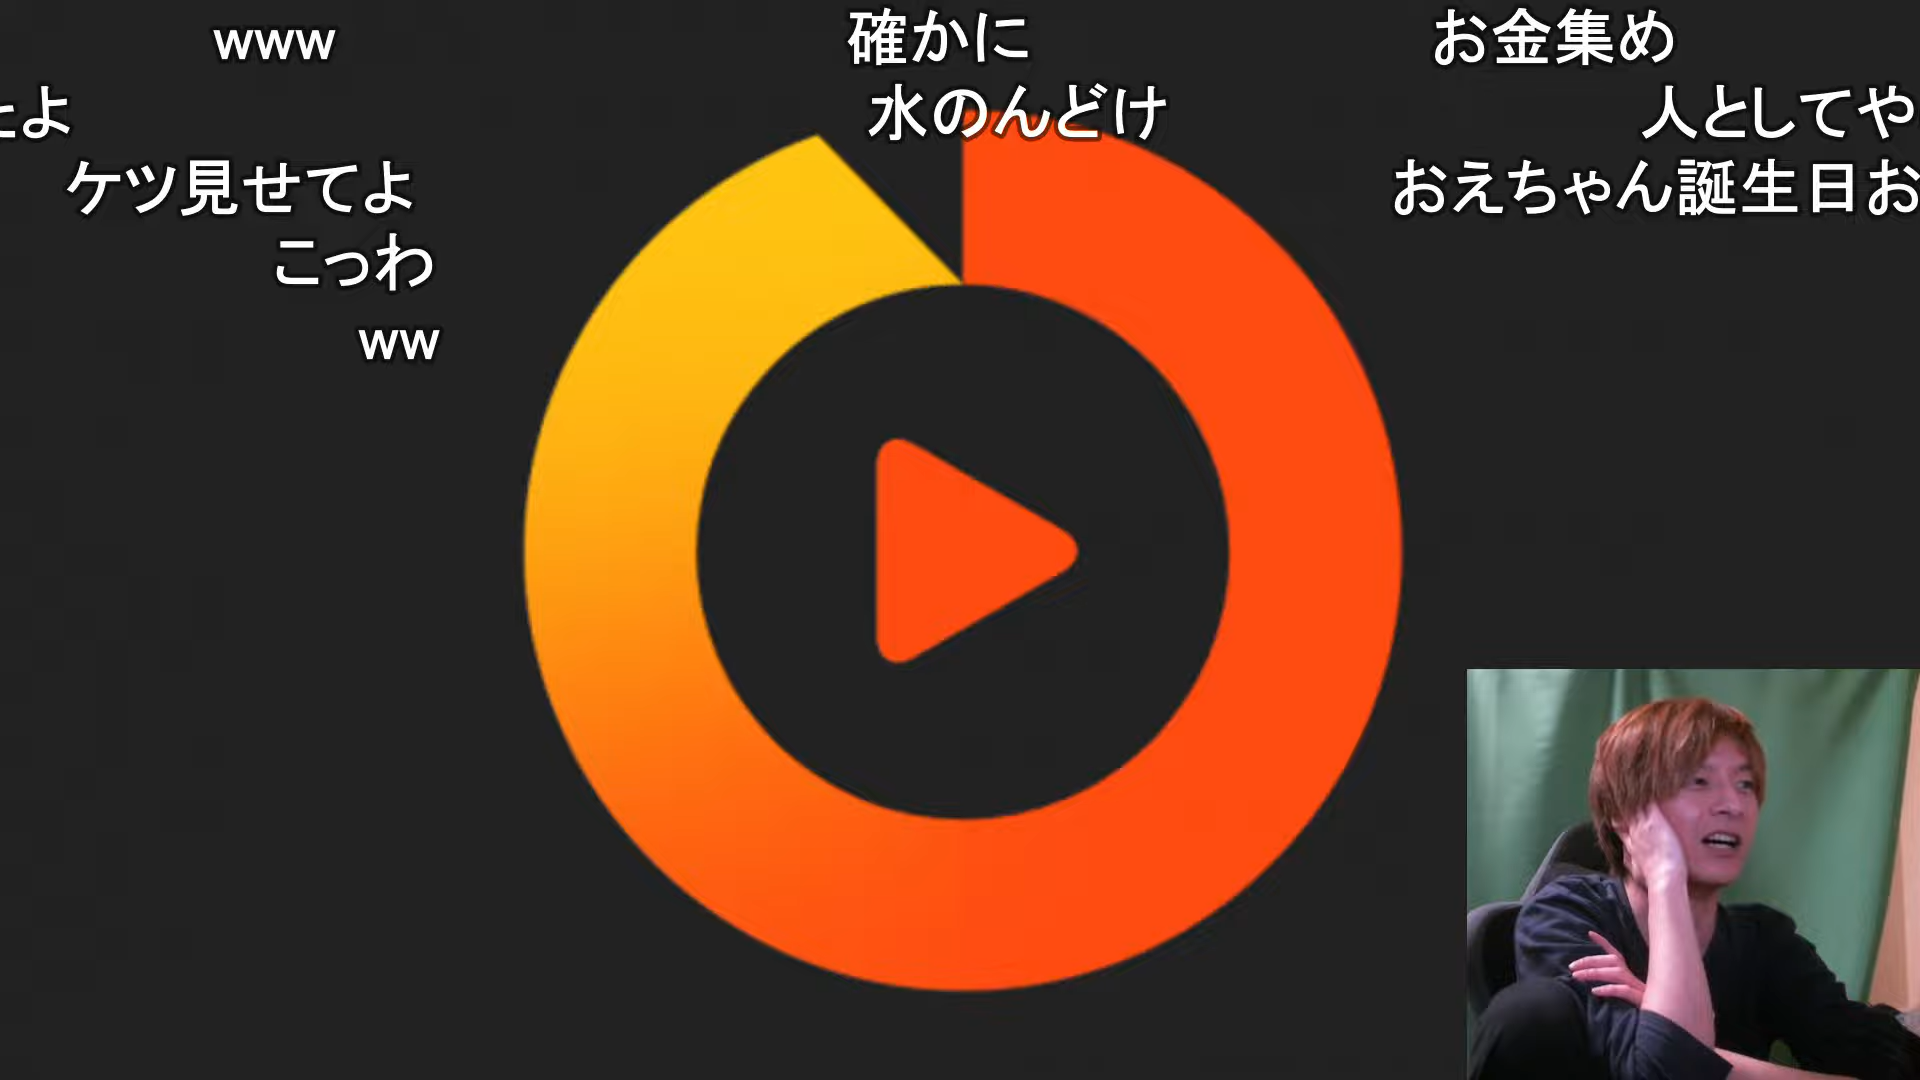 www
確かに
お金集め
たよ
水のんどけ
人としてや
ケツ見せてよ
おえちゃん誕生日お
こっわ
ww